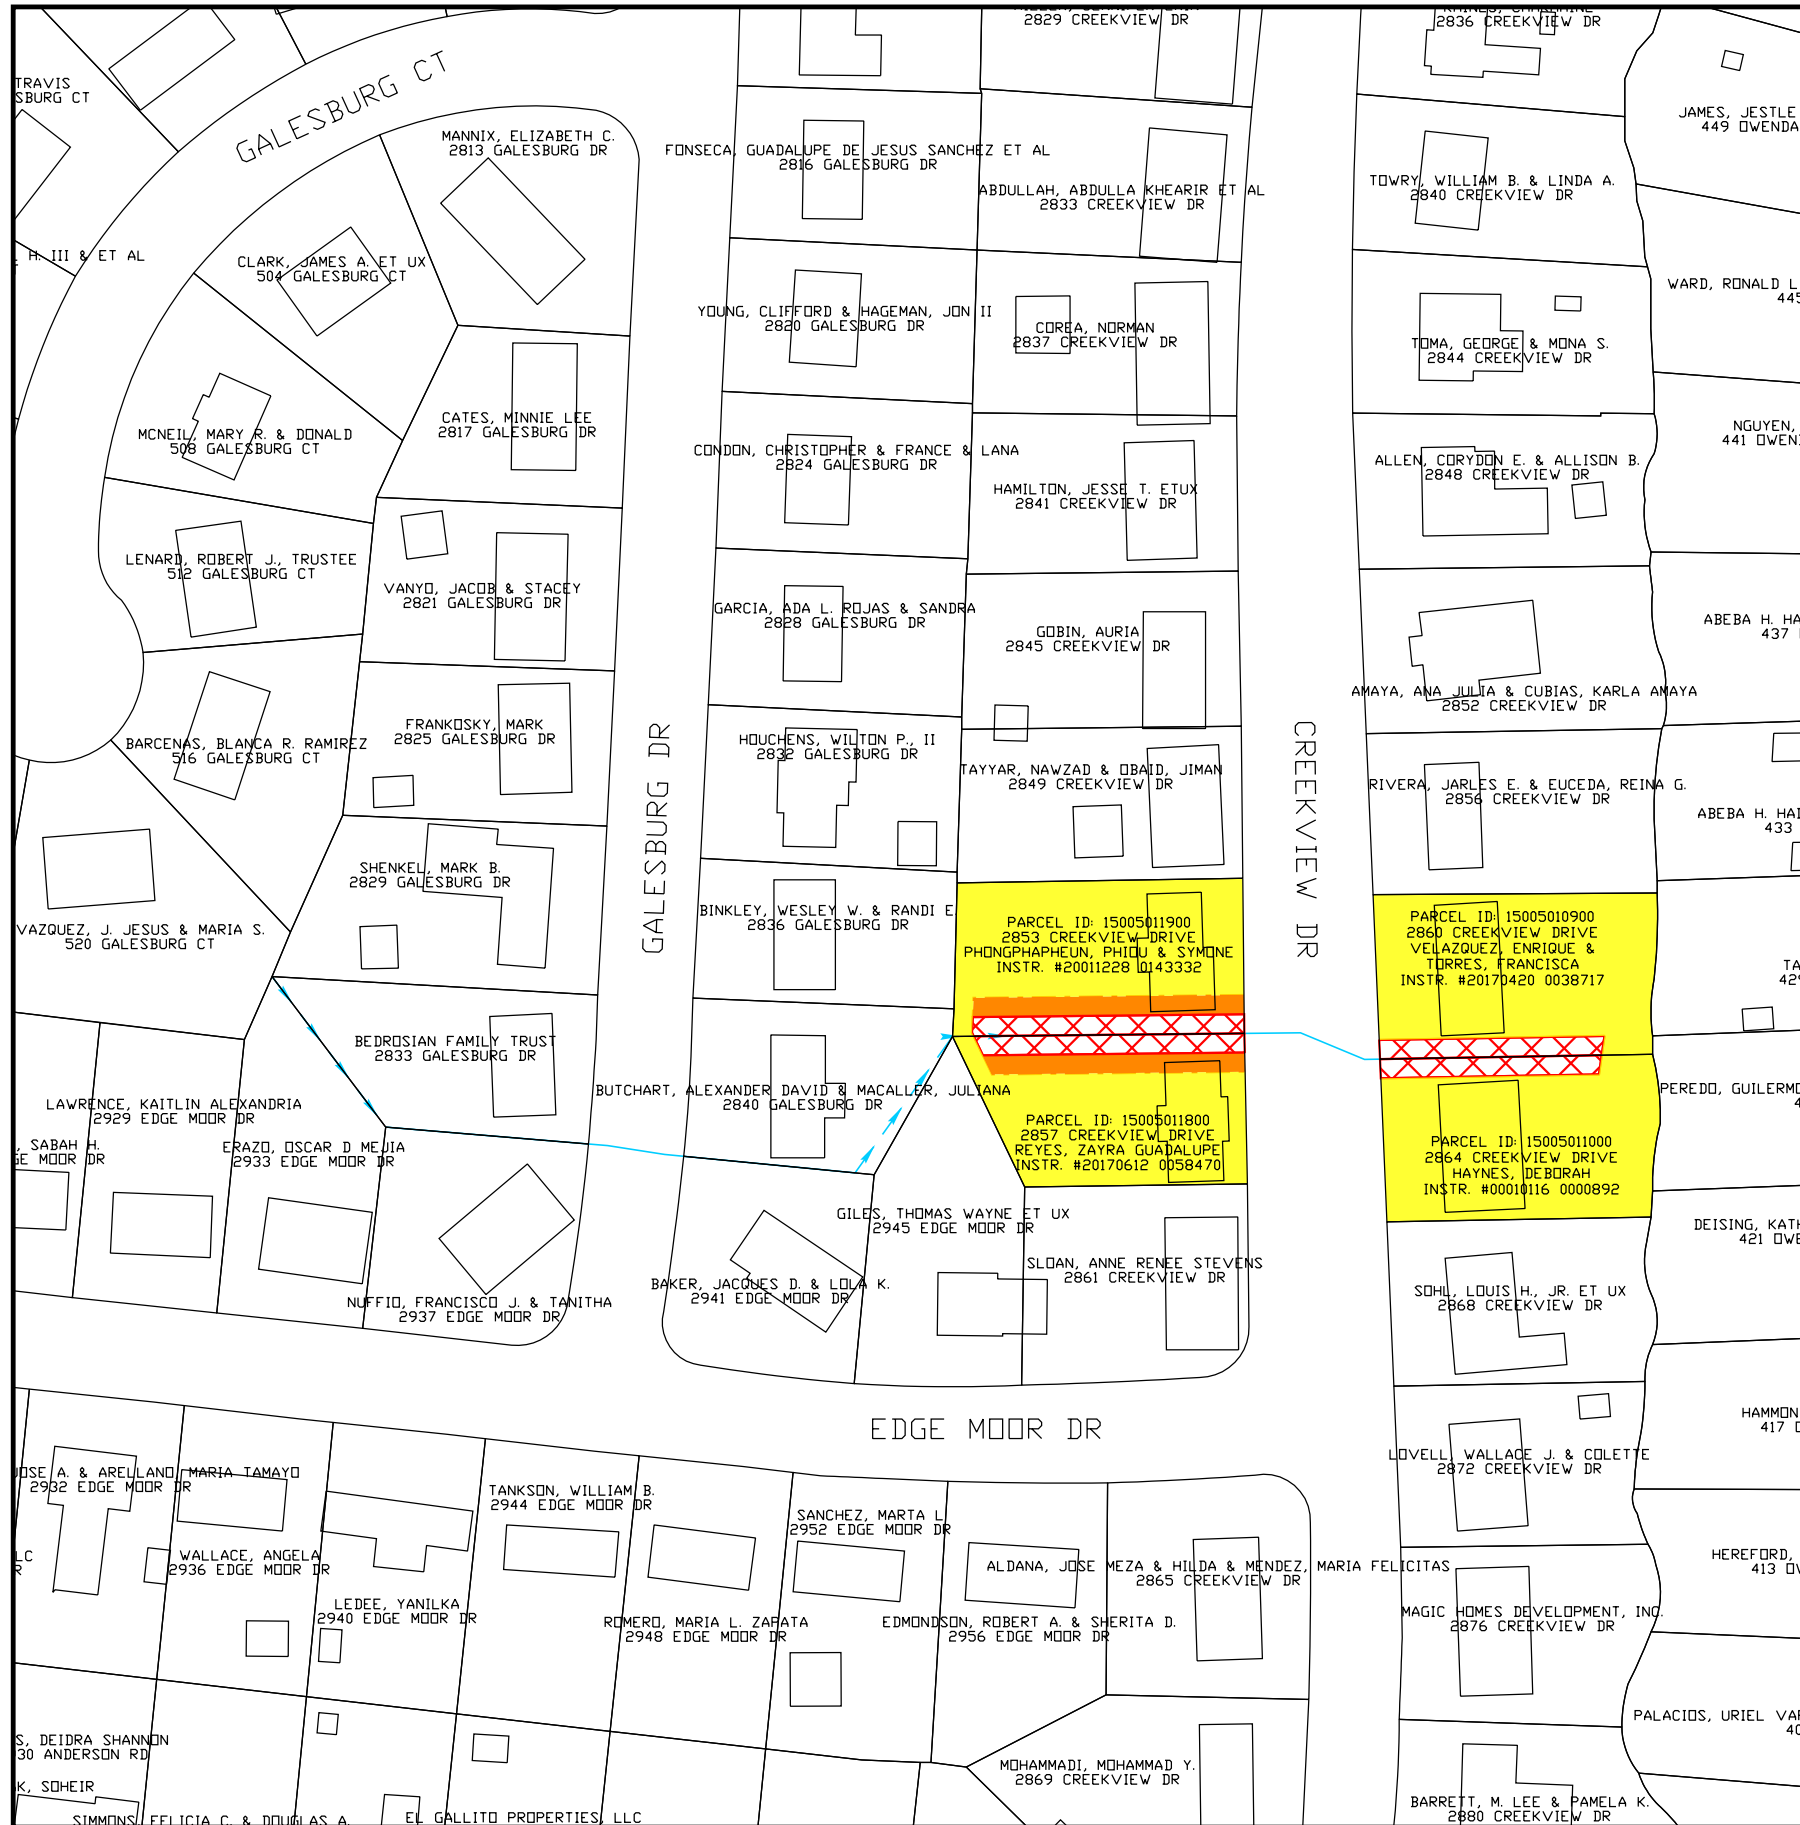 2829 CREEKVIEW DR
2836 CREEKVIEW DR
TRAVIS
SBURG CT
GALESBURG CT
MANNIX, ELIZABETH C.
2813 GALESBURG DR
FONSECA, GUADALUPE DE JESUS SANCHEZ ET AL
2816 GALESBURG DR
ABDULLAH, ABDULLA KHEARIR ET AL
2833 CREEKVIEW DR
TOWRY, WILLIAM B. & LINDA A.
2840 CREEKVIEW DR
JAMES, JESTLE
449 OWENDA
H. III & ET AL
CLARK, JAMES A. ET UX
504 GALESBURG CT
YOUNG, CLIFFORD & HAGEMAN, JON II
2820 GALESBURG DR
COREA, NORMAN
2837 CREEKVIEW DR
TOMA, GEORGE & MONA S.
2844 CREEKVIEW DR
WARD, RONALD L
445
MCNEIL, MARY R. & DONALD
508 GALESBURG CT
CATES, MINNIE LEE
2817 GALESBURG DR
CONDON, CHRISTOPHER & FRANCE & LANA
2824 GALESBURG DR
HAMILTON, JESSE T. ETUX
2841 CREEKVIEW DR
ALLEN, CORYDON E. & ALLISON B.
2848 CREEKVIEW DR
NGUYEN,
441 OWEN
LENARD, ROBERT J., TRUSTEE
512 GALESBURG CT
VANYO, JACOB & STACEY
2821 GALESBURG DR
GARCIA, ADA L. ROJAS & SANDRA
2828 GALESBURG DR
GOBIN, AURIA
2845 CREEKVIEW DR
AMAYA, ANA JULIA & CUBIAS, KARLA AMAYA
2852 CREEKVIEW DR
ABEBA H. HA
437
BARCENAS, BLANCA R. RAMIREZ
516 GALESBURG CT
FRANKOSKY, MARK
2825 GALESBURG DR
GALESBURG DR
HOUCHENS, WILTON P., II
2832 GALESBURG DR
TAYYAR, NAWZAD & OBAID, JIMAN
2849 CREEKVIEW DR
CREEKVIEW DR
RIVERA, JARLES E. & EUCEDA, REINA G.
2856 CREEKVIEW DR
ABEBA H. HAI
433
VAZQUEZ, J. JESUS & MARIA S.
520 GALESBURG CT
SHENKEL, MARK B.
2829 GALESBURG DR
BINKLEY, WESLEY W. & RANDI E.
2836 GALESBURG DR
PARCEL ID: 15005011900
2853 CREEKVIEW DRIVE
PHONGPHAPHEUN, PHIOU & SYMONE
INSTR. #20011228 0143332
PARCEL ID: 15005010900
2860 CREEKVIEW DRIVE
VELAZQUEZ, ENRIQUE &
TORRES, FRANCISCA
INSTR. #20170420 0038717
TA
429
BEDROSIAN FAMILY TRUST
2833 GALESBURG DR
LAWRENCE, KAITLIN ALEXANDRIA
2929 EDGE MOOR DR
, SABAH H.
GE MOOR DR
ERAZO, OSCAR D MEJIA
2933 EDGE MOOR DR
BUTCHART, ALEXANDER DAVID & MACALLER, JULIANA
2840 GALESBURG DR
PARCEL ID: 15005011800
2857 CREEKVIEW DRIVE
REYES, ZAYRA GUADALUPE
INSTR. #20170612 0058470
PARCEL ID: 15005011000
2864 CREEKVIEW DRIVE
HAYNES, DEBORAH
INSTR. #00010116 0000892
PEREDO, GUILERMO
NUFFIO, FRANCISCO J. & TANITHA
2937 EDGE MOOR DR
BAKER, JACQUES D. & LOLA K.
2941 EDGE MOOR DR
GILES, THOMAS WAYNE ET UX
2945 EDGE MOOR DR
SLOAN, ANNE RENEE STEVENS
2861 CREEKVIEW DR
SOHL, LOUIS H., JR. ET UX
2868 CREEKVIEW DR
DEISING, KATH
421 OWE
EDGE MOOR DR
HAMMON
417
JOSE A. & ARELLANO, MARIA TAMAYO
2932 EDGE MOOR DR
TANKSON, WILLIAM B.
2944 EDGE MOOR DR
SANCHEZ, MARTA L
2952 EDGE MOOR DR
LOVELL, WALLACE J. & COLETTE
2872 CREEKVIEW DR
LC
R
WALLACE, ANGELA
2936 EDGE MOOR DR
LEDEE, YANILKA
2940 EDGE MOOR DR
ROMERO, MARIA L. ZAPATA
2948 EDGE MOOR DR
EDMONDSON, ROBERT A. & SHERITA D.
2956 EDGE MOOR DR
ALDANA, JOSE MEZA & HILDA & MENDEZ, MARIA FELICITAS
2865 CREEKVIEW DR
MAGIC HOMES DEVELOPMENT, INC.
2876 CREEKVIEW DR
HEREFORD,
413
S, DEIDRA SHANNON
30 ANDERSON RD
K, SOHEIR
SIMMONS, FELICIA C. & DOUGLAS A.
EL GALLITO PROPERTIES, LLC
MOHAMMADI, MOHAMMAD Y.
2869 CREEKVIEW DR
BARRETT, M. LEE & PAMELA K.
2880 CREEKVIEW DR
PALACIOS, URIEL VAR
40